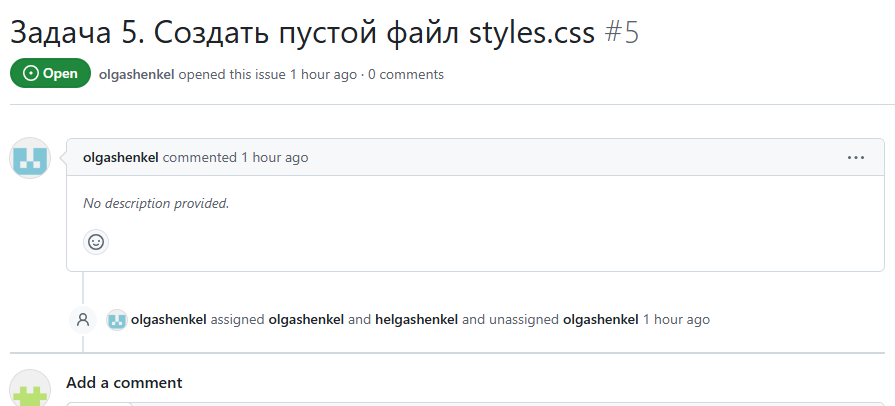 Задача 5. Создать пустой файл styles.css #5
Open olgashenkel opened this issue 1 hour ago · 0 comments
olgashenkel commented 1 hour ago
No description provided.
olgashenkel assigned olgashenkel and helgashenkel and unassigned olgashenkel 1 hour ago
Add a comment